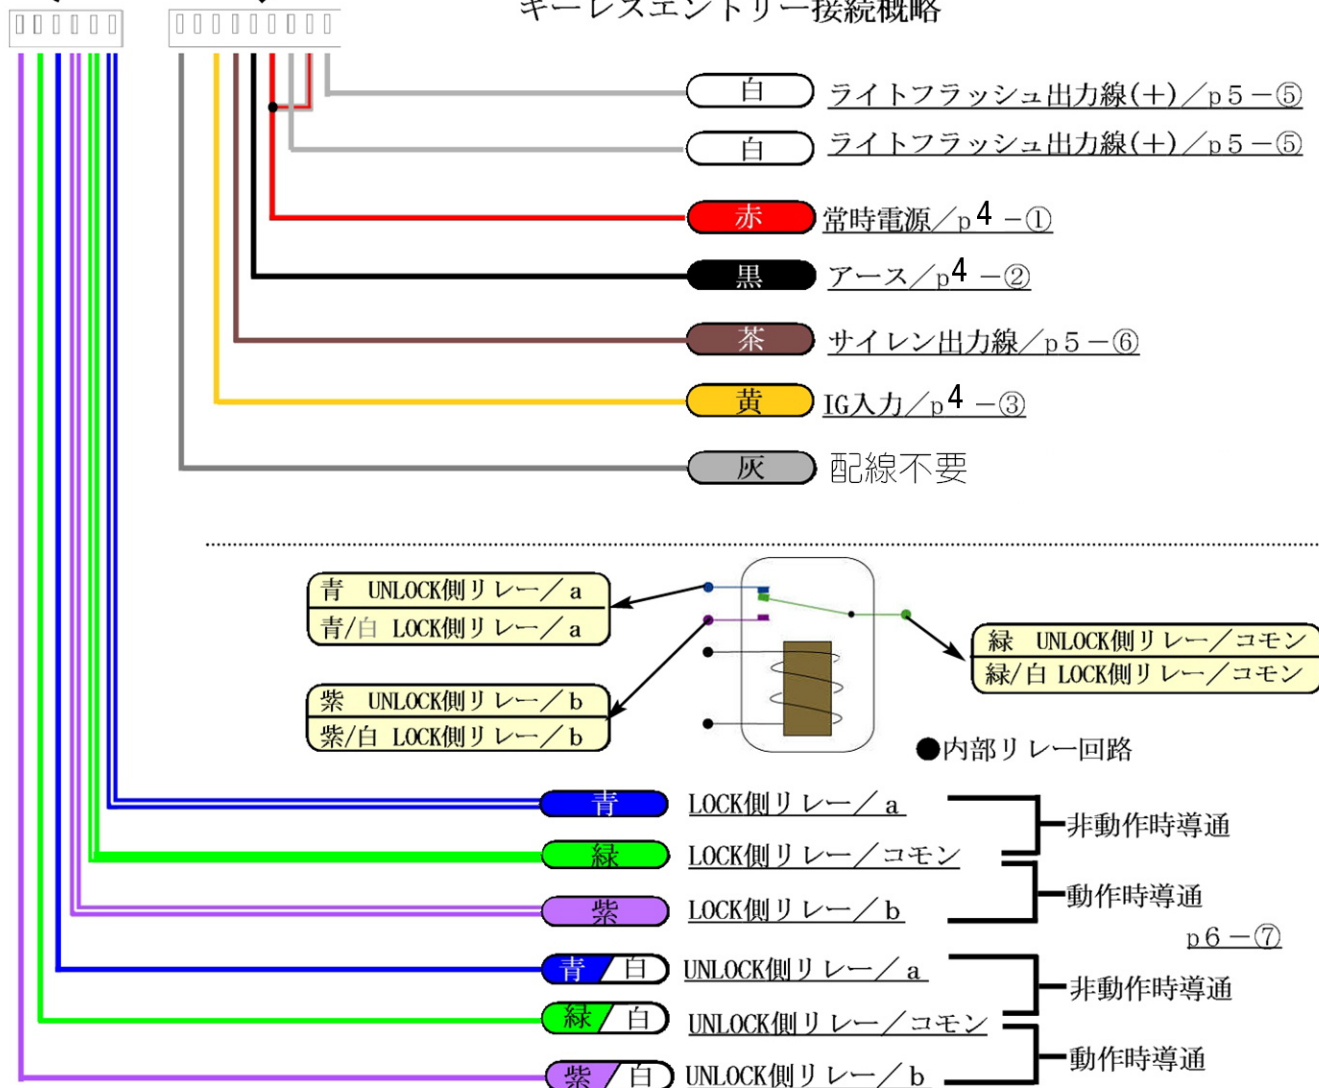 キーレスエントリー接続概略
白 ライトフラッシュ出力線(+)／p5－⑤
白 ライトフラッシュ出力線(+)／p5－⑤
赤 常時電源／p4－①
黒 アース／p4－②
茶 サイレン出力線／p5－⑥
黄 IG入力／p4－③
灰 配線不要
青 UNLOCK側リレー／a
青/白 LOCK側リレー／a
紫 UNLOCK側リレー／b
紫/白 LOCK側リレー／b
緑 UNLOCK側リレー／コモン
緑/白 LOCK側リレー／コモン
●内部リレー回路
青 LOCK側リレー／a
非動作時導通
緑 LOCK側リレー／コモン
動作時導通
紫 LOCK側リレー／b
p6－⑦
青/白 UNLOCK側リレー／a
非動作時導通
緑/白 UNLOCK側リレー／コモン
動作時導通
紫/白 UNLOCK側リレー／b